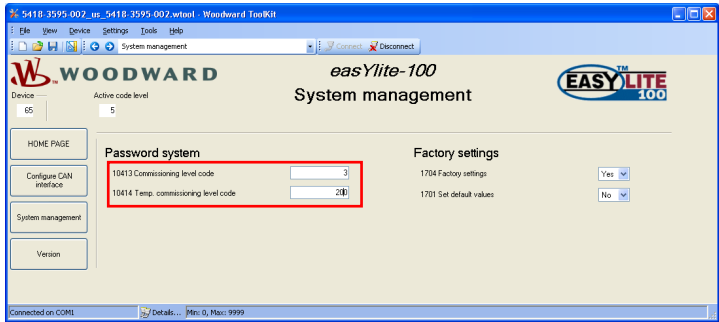 5418-3595-002_us_5418-3595-002.wtool - Woodward ToolKit
File View Device Settings Tools Help
System management Connect Disconnect
WOODWARD easYlite-100 EASYLITE TM
System management 100
Device Active code level
65 5
HOME PAGE
Password system Factory settings
Configure CAN interface
10413 Commissioning level code 3 1704 Factory settings Yes
10414 Temp. commissioning level code 200 1701 Set default values No
System management
Version
Connected on COM1 Details... Min: 0, Max: 9999